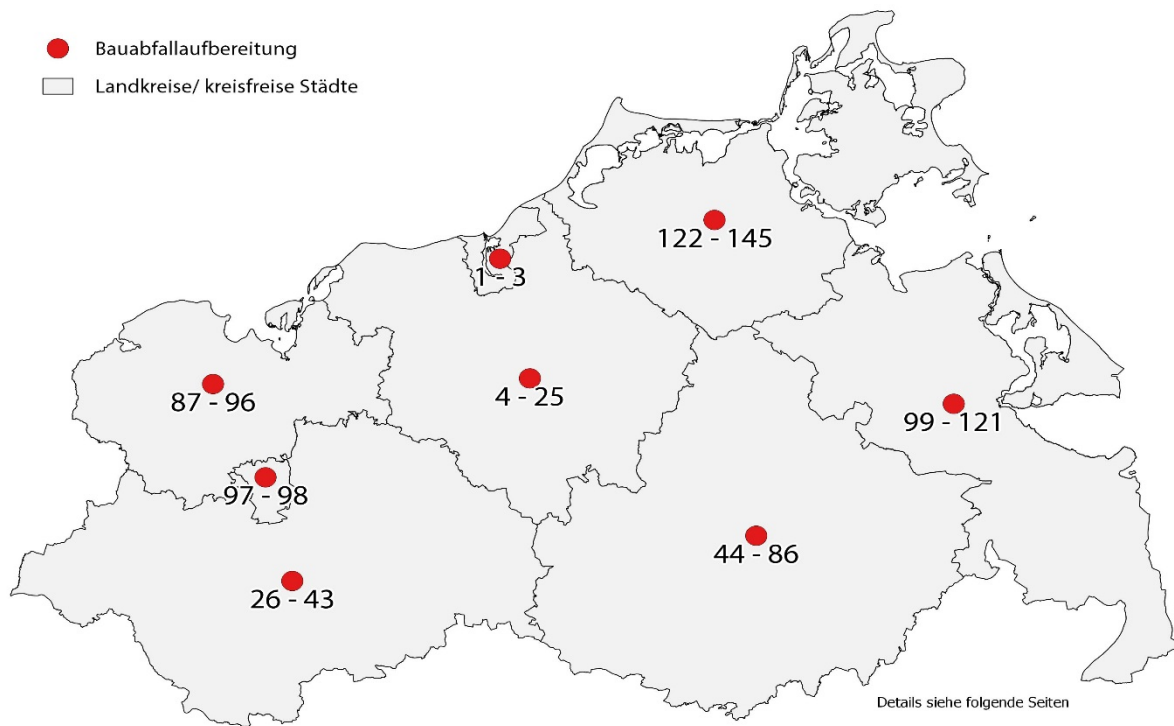 Bauabfallaufbereitung
Landkreise/ kreisfreise Städte
122 - 145
1 - 3
87 - 96
4 - 25
99 - 121
97 - 98
44 - 86
26 - 43
Details siehe folgende Seiten